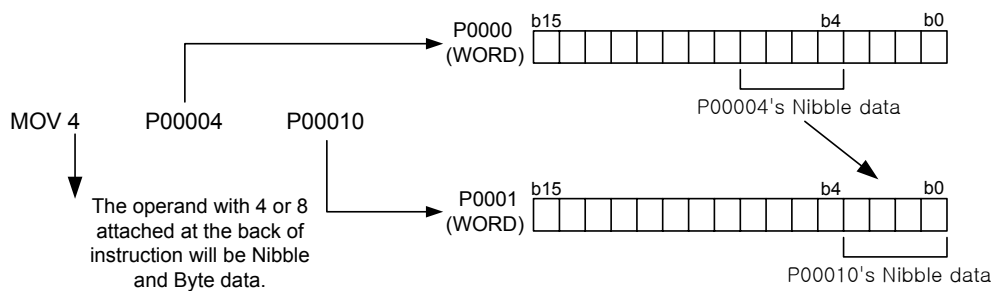 P0000
(WORD)
b15
b4
b0
P00004's Nibble data
MOV 4
P00004
P00010
The operand with 4 or 8
attached at the back of
instruction will be Nibble
and Byte data.
P0001
(WORD)
b15
b4
b0
P00010's Nibble data